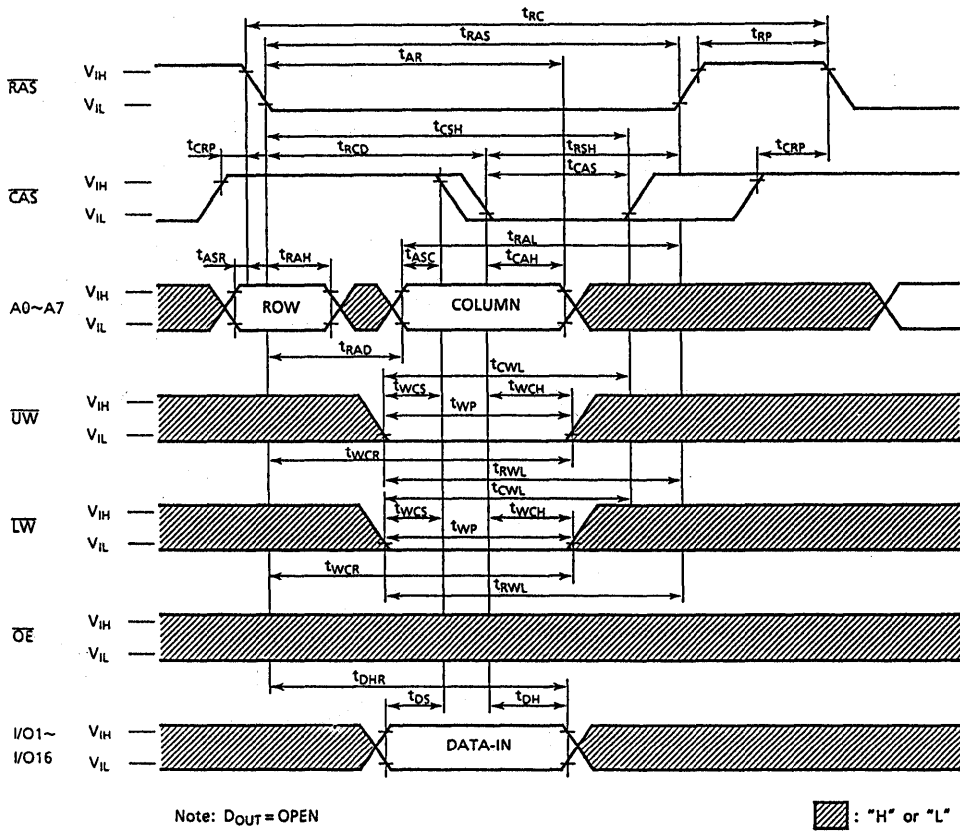 tRC
tRAS
tRP
tAR
RAS
VIH
VIL
tCSH
tCRP
tRCD
tRSH
tCRP
tCAS
CAS
VIH
VIL
tRAL
tASR
tRAH
tASC
tCAH
A0~A7
VIH
VIL
ROW
COLUMN
tRAD
tCWL
tWCS
tWCH
tWP
UW
VIH
VIL
tWCR
tRWL
tCWL
tWCS
tWCH
tWP
LW
VIH
VIL
tWCR
tRWL
OE
VIH
VIL
tDHR
tDS
tDH
I/O1~
I/O16
VIH
VIL
DATA-IN
Note: DOUT = OPEN
: "H" or "L"